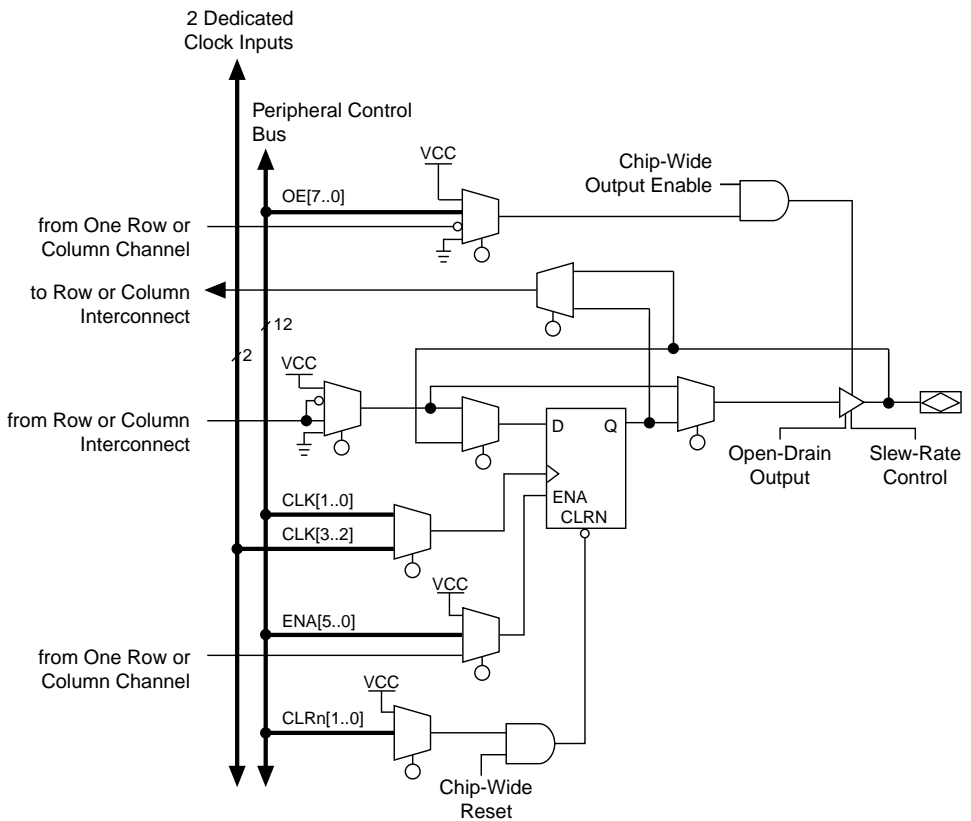 2 Dedicated
Clock Inputs
Peripheral Control
Bus
VCC
Chip-Wide
Output Enable
OE[7..0]
from One Row or
Column Channel
to Row or Column
Interconnect
12
2
VCC
from Row or Column
Interconnect
D Q
ENA
CLRN
Open-Drain
Output
Slew-Rate
Control
CLK[1..0]
CLK[3..2]
VCC
ENA[5..0]
from One Row or
Column Channel
VCC
CLRn[1..0]
Chip-Wide
Reset